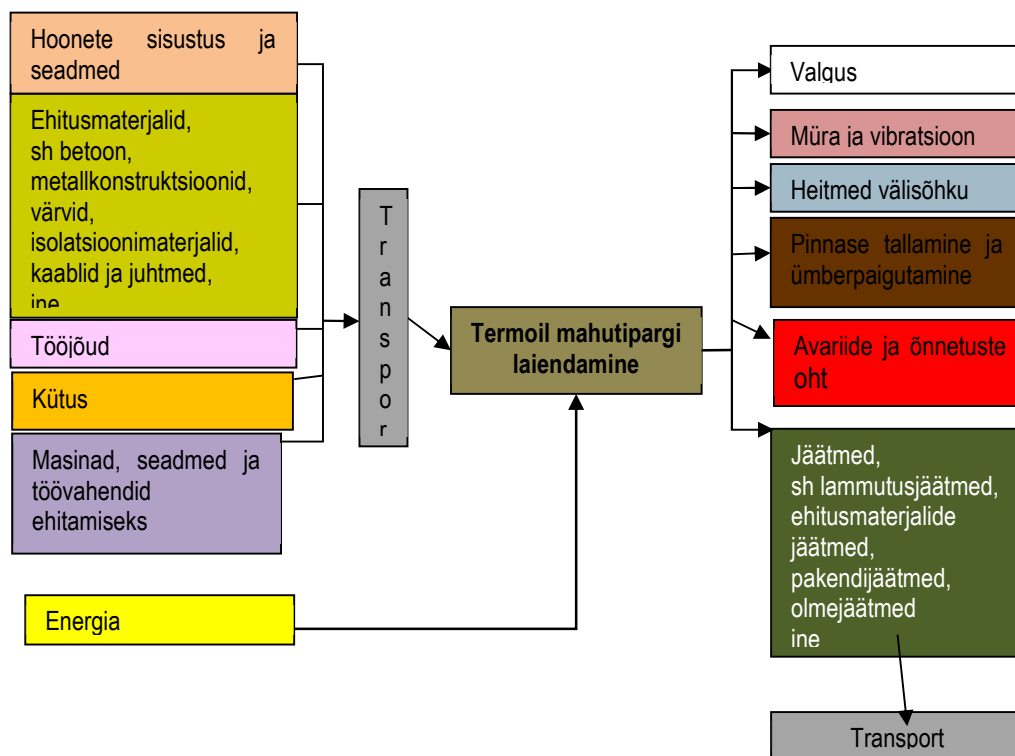 Hoonete sisustus ja
seadmed
Ehitusmaterjalid,
sh betoon,
metallkonstruktsioonid,
värvid,
isolatsioonimaterjalid,
kaablid ja juhtmed,
ine
Tööjõud
Kütus
Masinad, seadmed ja
töövahendid
ehitamiseks
Energia
T
r
a
n
s
p
o
r
Termoil mahutipargi
laiendamine
Valgus
Müra ja vibratsioon
Heitmed välisõhku
Pinnase tallamine ja
ümberpaigutamine
Avariide ja õnnetuste
oht
Jäätmed,
sh lammutusjäätmed,
ehitusmaterjalide
jäätmed,
pakendijäätmed,
olmejäätmed
ine
Transport